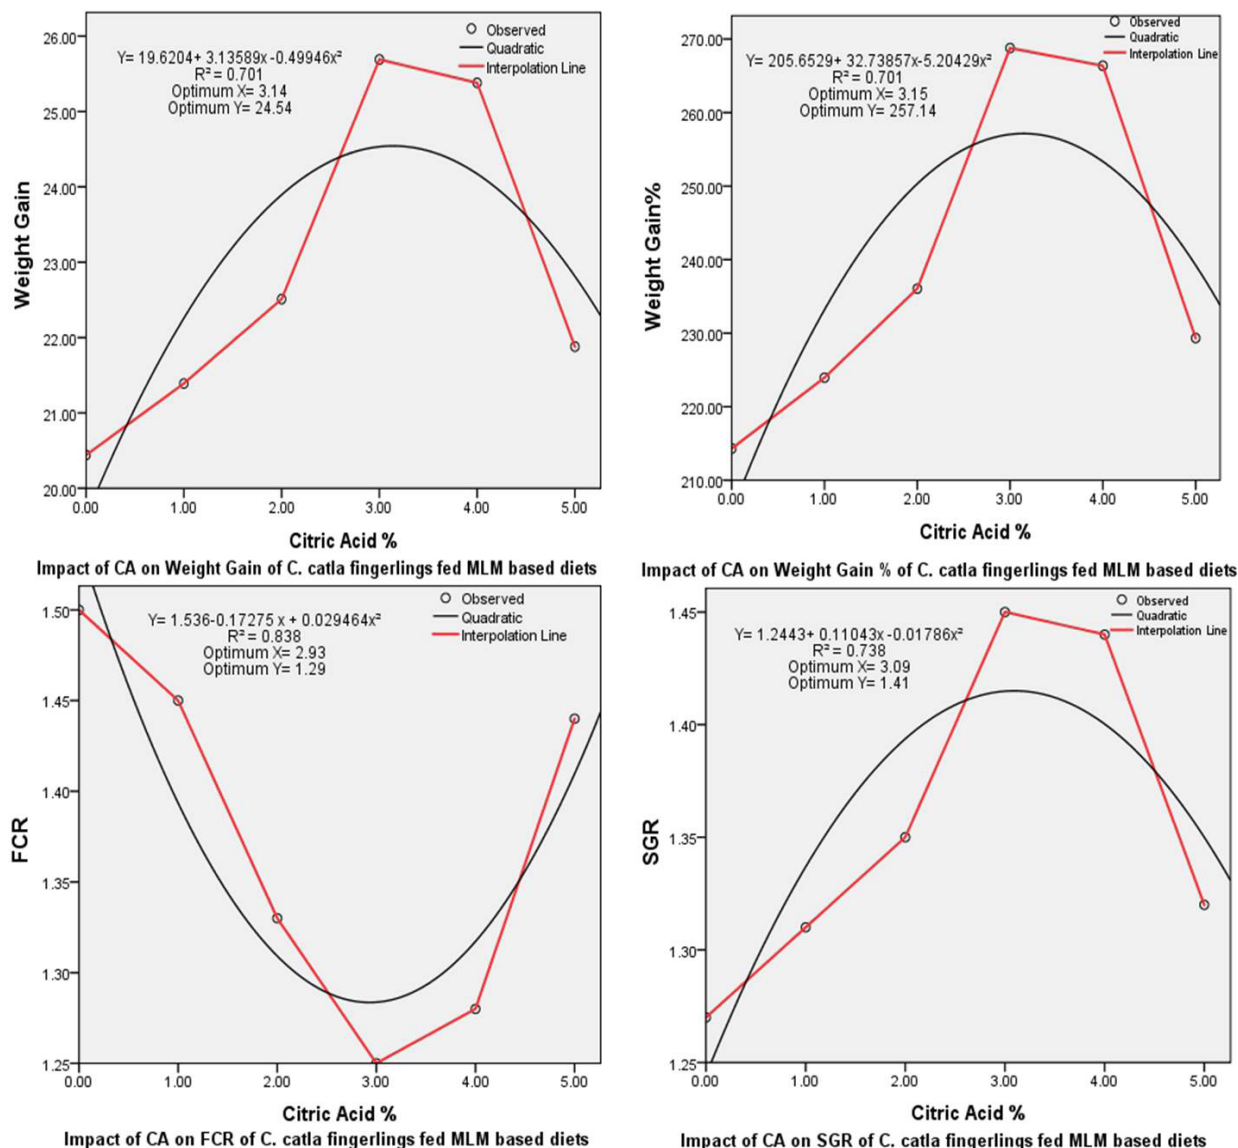 Observed
Quadratic
Interpolation Line
Y= 19.6204+ 3.13589x -0.49946x²
R² = 0.701
Optimum X= 3.14
Optimum Y= 24.54
26.00
25.00
24.00
23.00
22.00
21.00
20.00
Weight Gain
0.00 1.00 2.00 3.00 4.00 5.00
Citric Acid %
Impact of CA on Weight Gain of C. catla fingerlings fed MLM based diets
Observed
Quadratic
Interpolation Line
Y= 205.6529+ 32.73857x-5.20429x²
R² = 0.701
Optimum X= 3.15
Optimum Y= 257.14
270.00
260.00
250.00
240.00
230.00
220.00
210.00
Weight Gain%
0.00 1.00 2.00 3.00 4.00 5.00
Citric Acid %
Impact of CA on Weight Gain % of C. catla fingerlings fed MLM based diets
Observed
Quadratic
Interpolation Line
Y= 1.536-0.17275 x + 0.029464x²
R² = 0.838
Optimum X= 2.93
Optimum Y= 1.29
1.50
1.45
1.40
1.35
1.30
1.25
FCR
0.00 1.00 2.00 3.00 4.00 5.00
Citric Acid %
Impact of CA on FCR of C. catla fingerlings fed MLM based diets
Observed
Quadratic
Interpolation Line
Y= 1.2443+ 0.11043x -0.01786x²
R² = 0.738
Optimum X= 3.09
Optimum Y= 1.41
1.45
1.40
1.35
1.30
1.25
SGR
0.00 1.00 2.00 3.00 4.00 5.00
Citric Acid %
Impact of CA on SGR of C. catla fingerlings fed MLM based diets